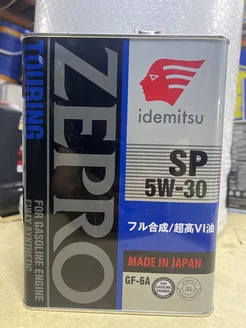 TOURING
ZEPRO
FOR GASOLINE ENGINE
FULLY SYNTHETIC
idemitsu
SP
5W-30
フル合成/超高VI油
MADE IN JAPAN
GF-6A